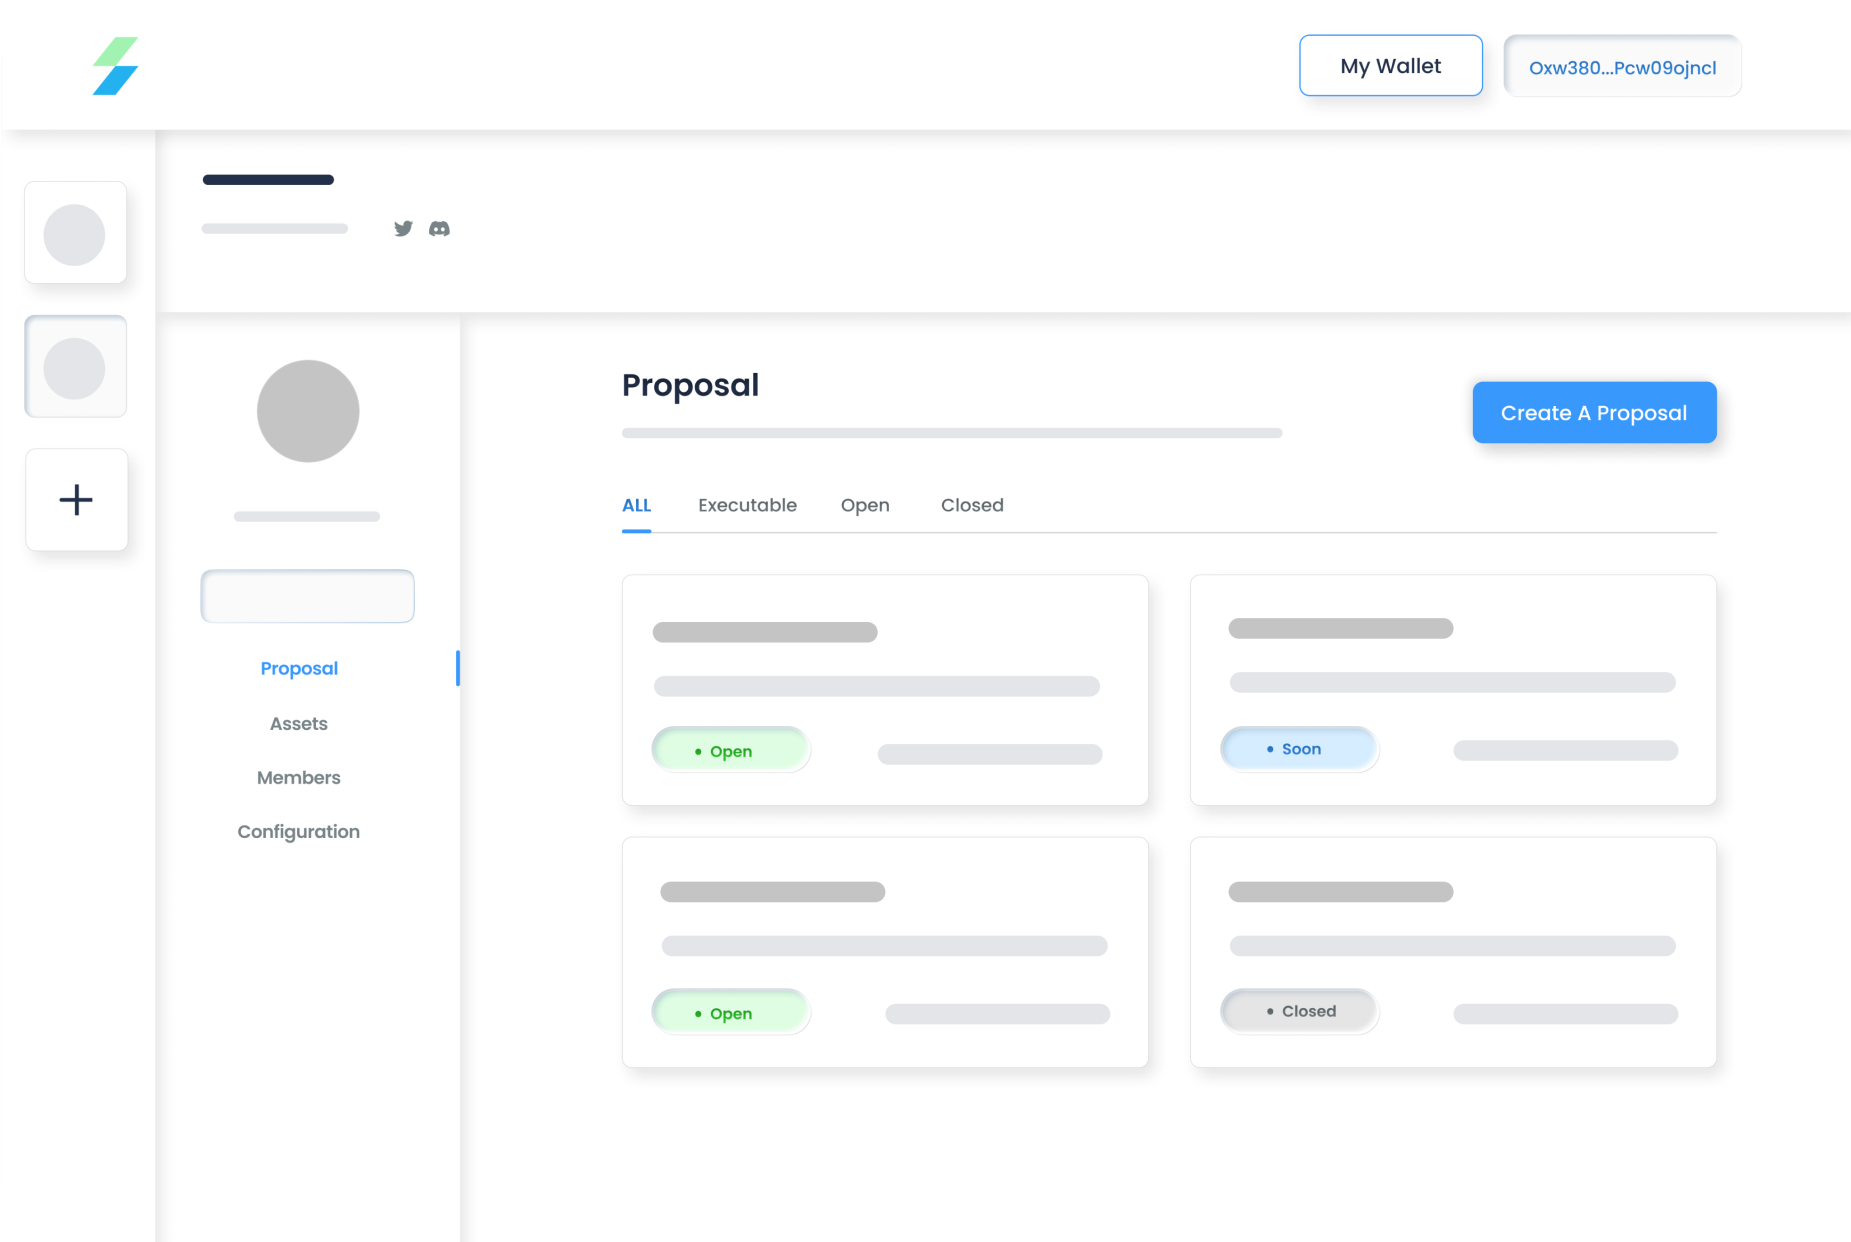 My Wallet
Oxw380...Pcw09ojncl
Proposal
Create A Proposal
ALL
Executable
Open
Closed
Proposal
Assets
Members
Configuration
Open
Soon
Open
Closed